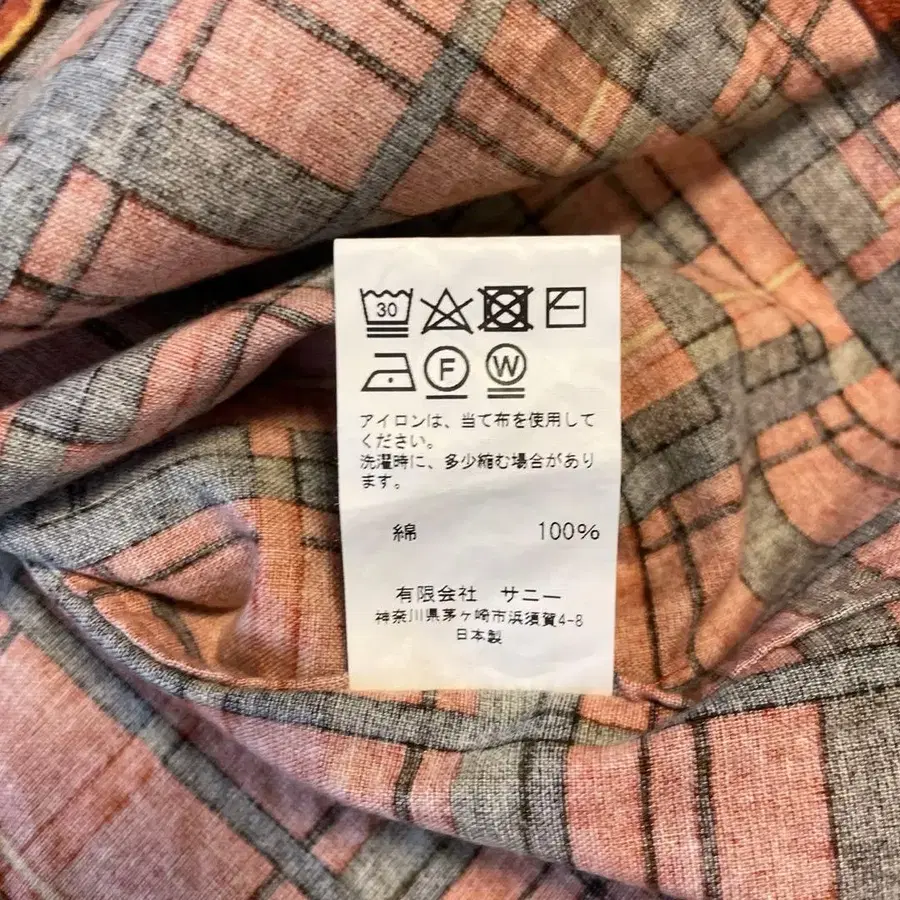 30
F W
アイロンは、当て布を使用して
ください。
洗濯時に、多少縮む場合があり
ます。
綿 100%
有限会社 サニー
神奈川県茅ヶ崎市浜須賀4-8
日本製